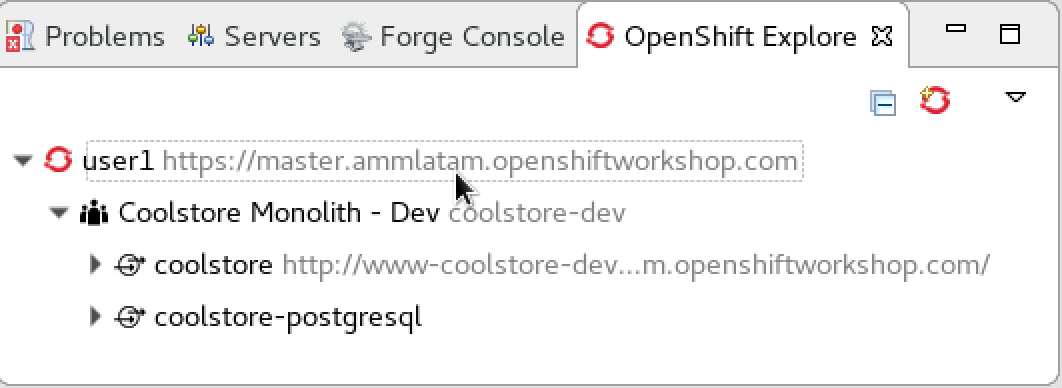 Problems Servers Forge Console OpenShift Explore
user1 https://master.ammlatam.openshiftworkshop.com
Coolstore Monolith - Dev coolstore-dev
coolstore http://www-coolstore-dev...m.openshiftworkshop.com/
coolstore-postgresql